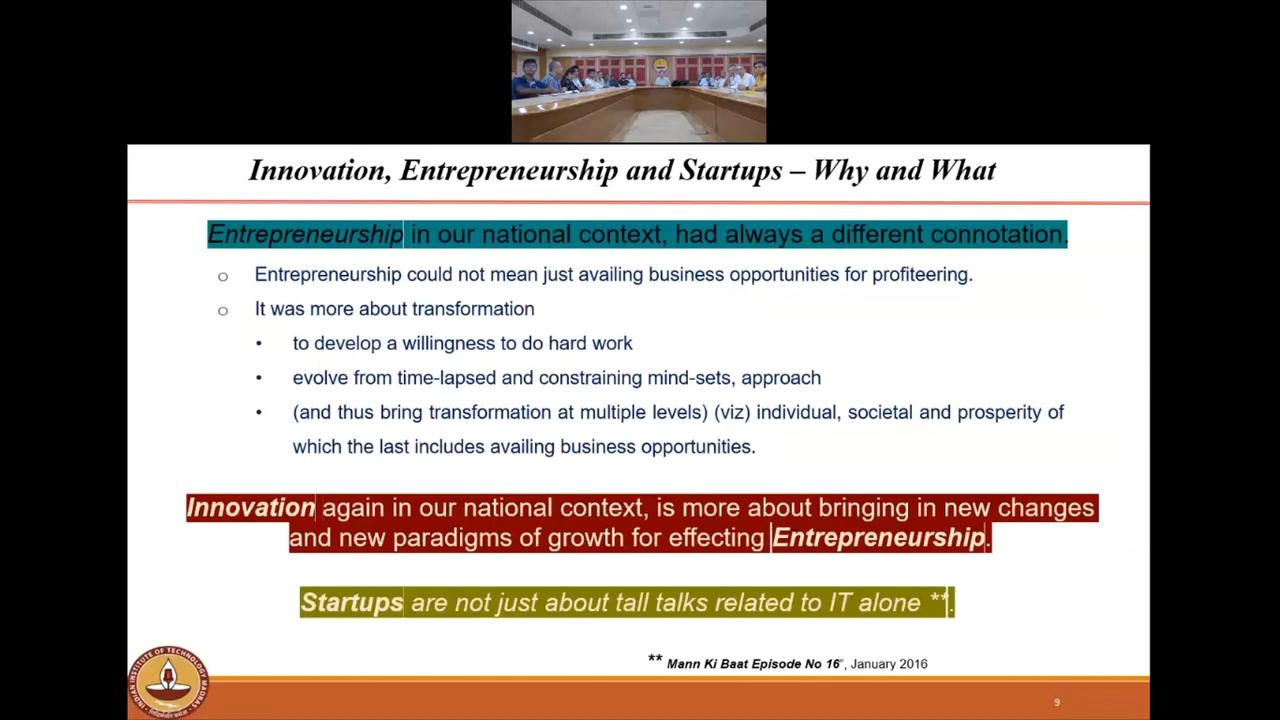 Innovation, Entrepreneurship and Startups – Why and What
Entrepreneurship in our national context, had always a different connotation.
o Entrepreneurship could not mean just availing business opportunities for profiteering.
o It was more about transformation
• to develop a willingness to do hard work
• evolve from time-lapsed and constraining mind-sets, approach
• (and thus bring transformation at multiple levels) (viz) individual, societal and prosperity of
which the last includes availing business opportunities.
Innovation again in our national context, is more about bringing in new changes
and new paradigms of growth for effecting Entrepreneurship.
Startups are not just about tall talks related to IT alone **.
** Mann Ki Baat Episode No 16", January 2016
INDIAN INSTITUTE OF TECHNOLOGY MADRAS
9